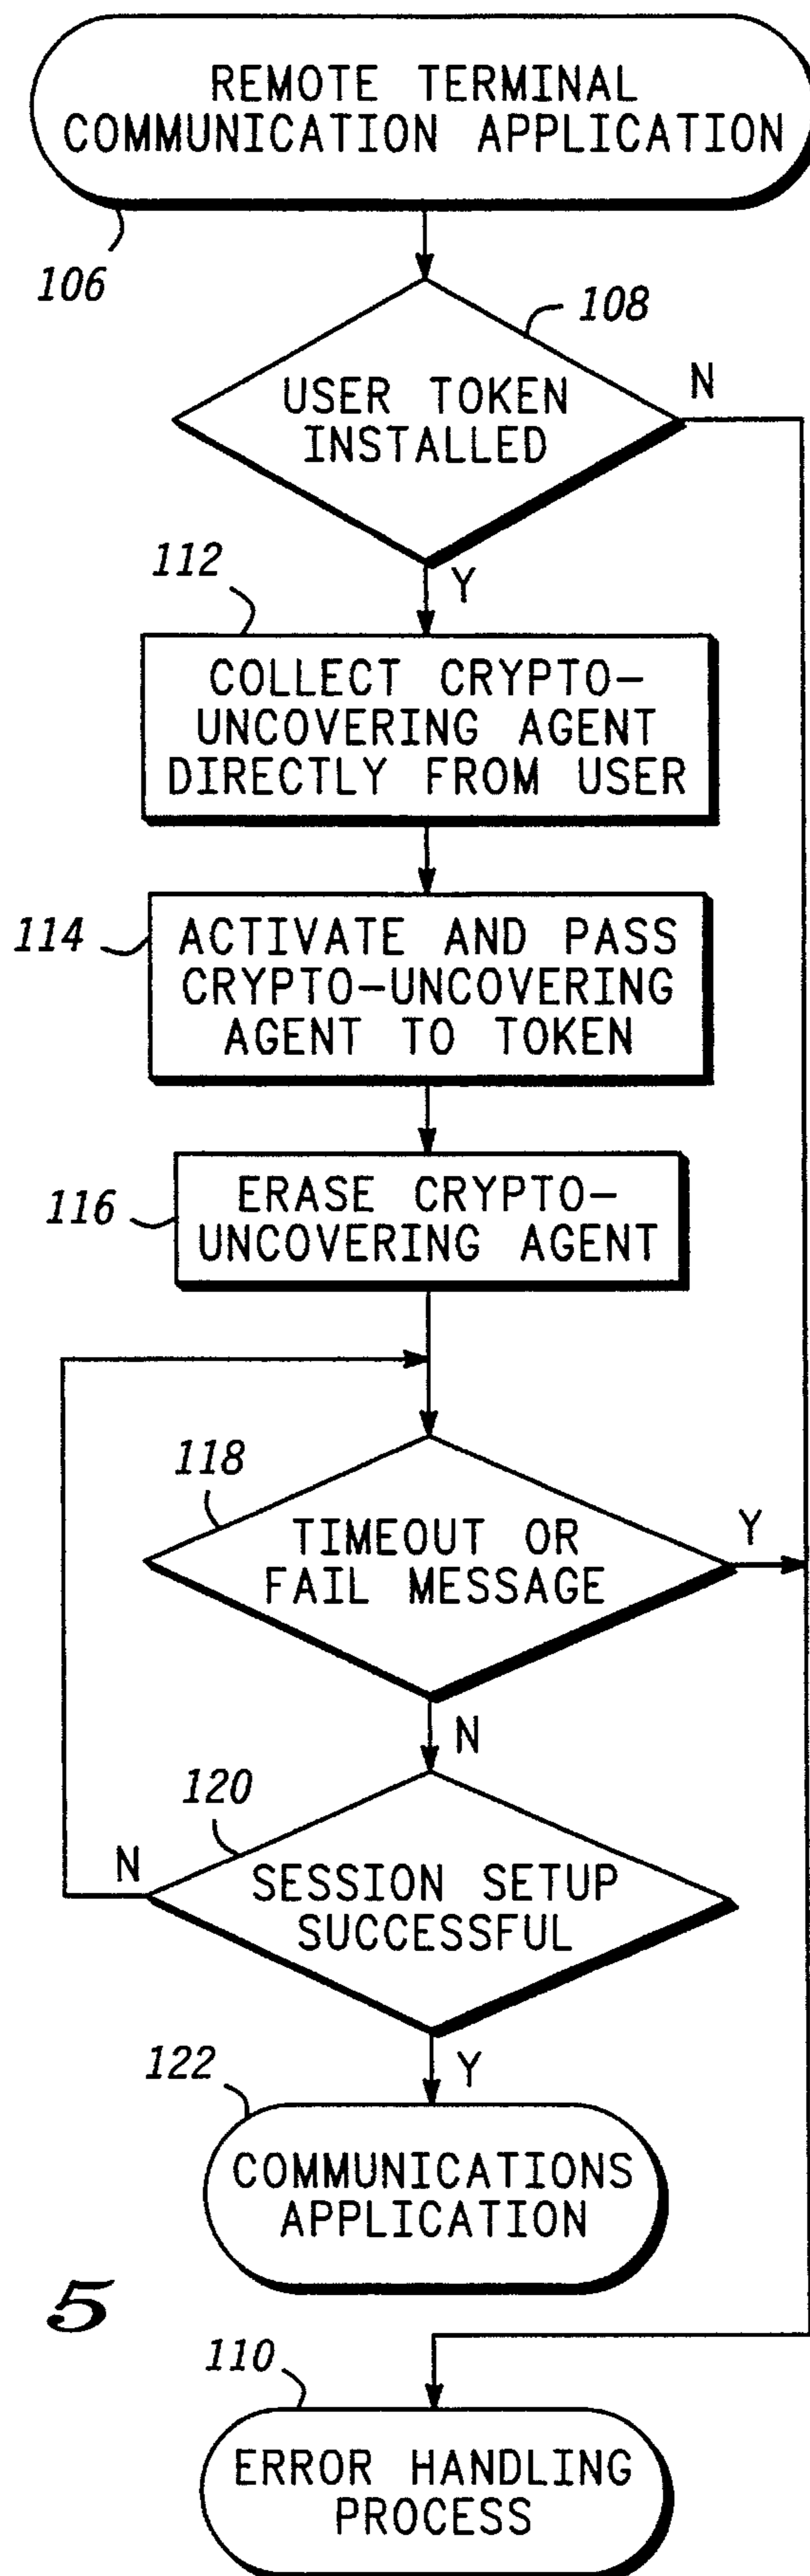 REMOTE TERMINAL
COMMUNICATION APPLICATION
106
108
USER TOKEN
INSTALLED
N
Y
112
COLLECT CRYPTO-
UNCOVERING AGENT
DIRECTLY FROM USER
114
ACTIVATE AND PASS
CRYPTO-UNCOVERING
AGENT TO TOKEN
116
ERASE CRYPTO-
UNCOVERING AGENT
118
TIMEOUT OR
FAIL MESSAGE
Y
N
120
SESSION SETUP
SUCCESSFUL
N
Y
122
COMMUNICATIONS
APPLICATION
5
110
ERROR HANDLING
PROCESS